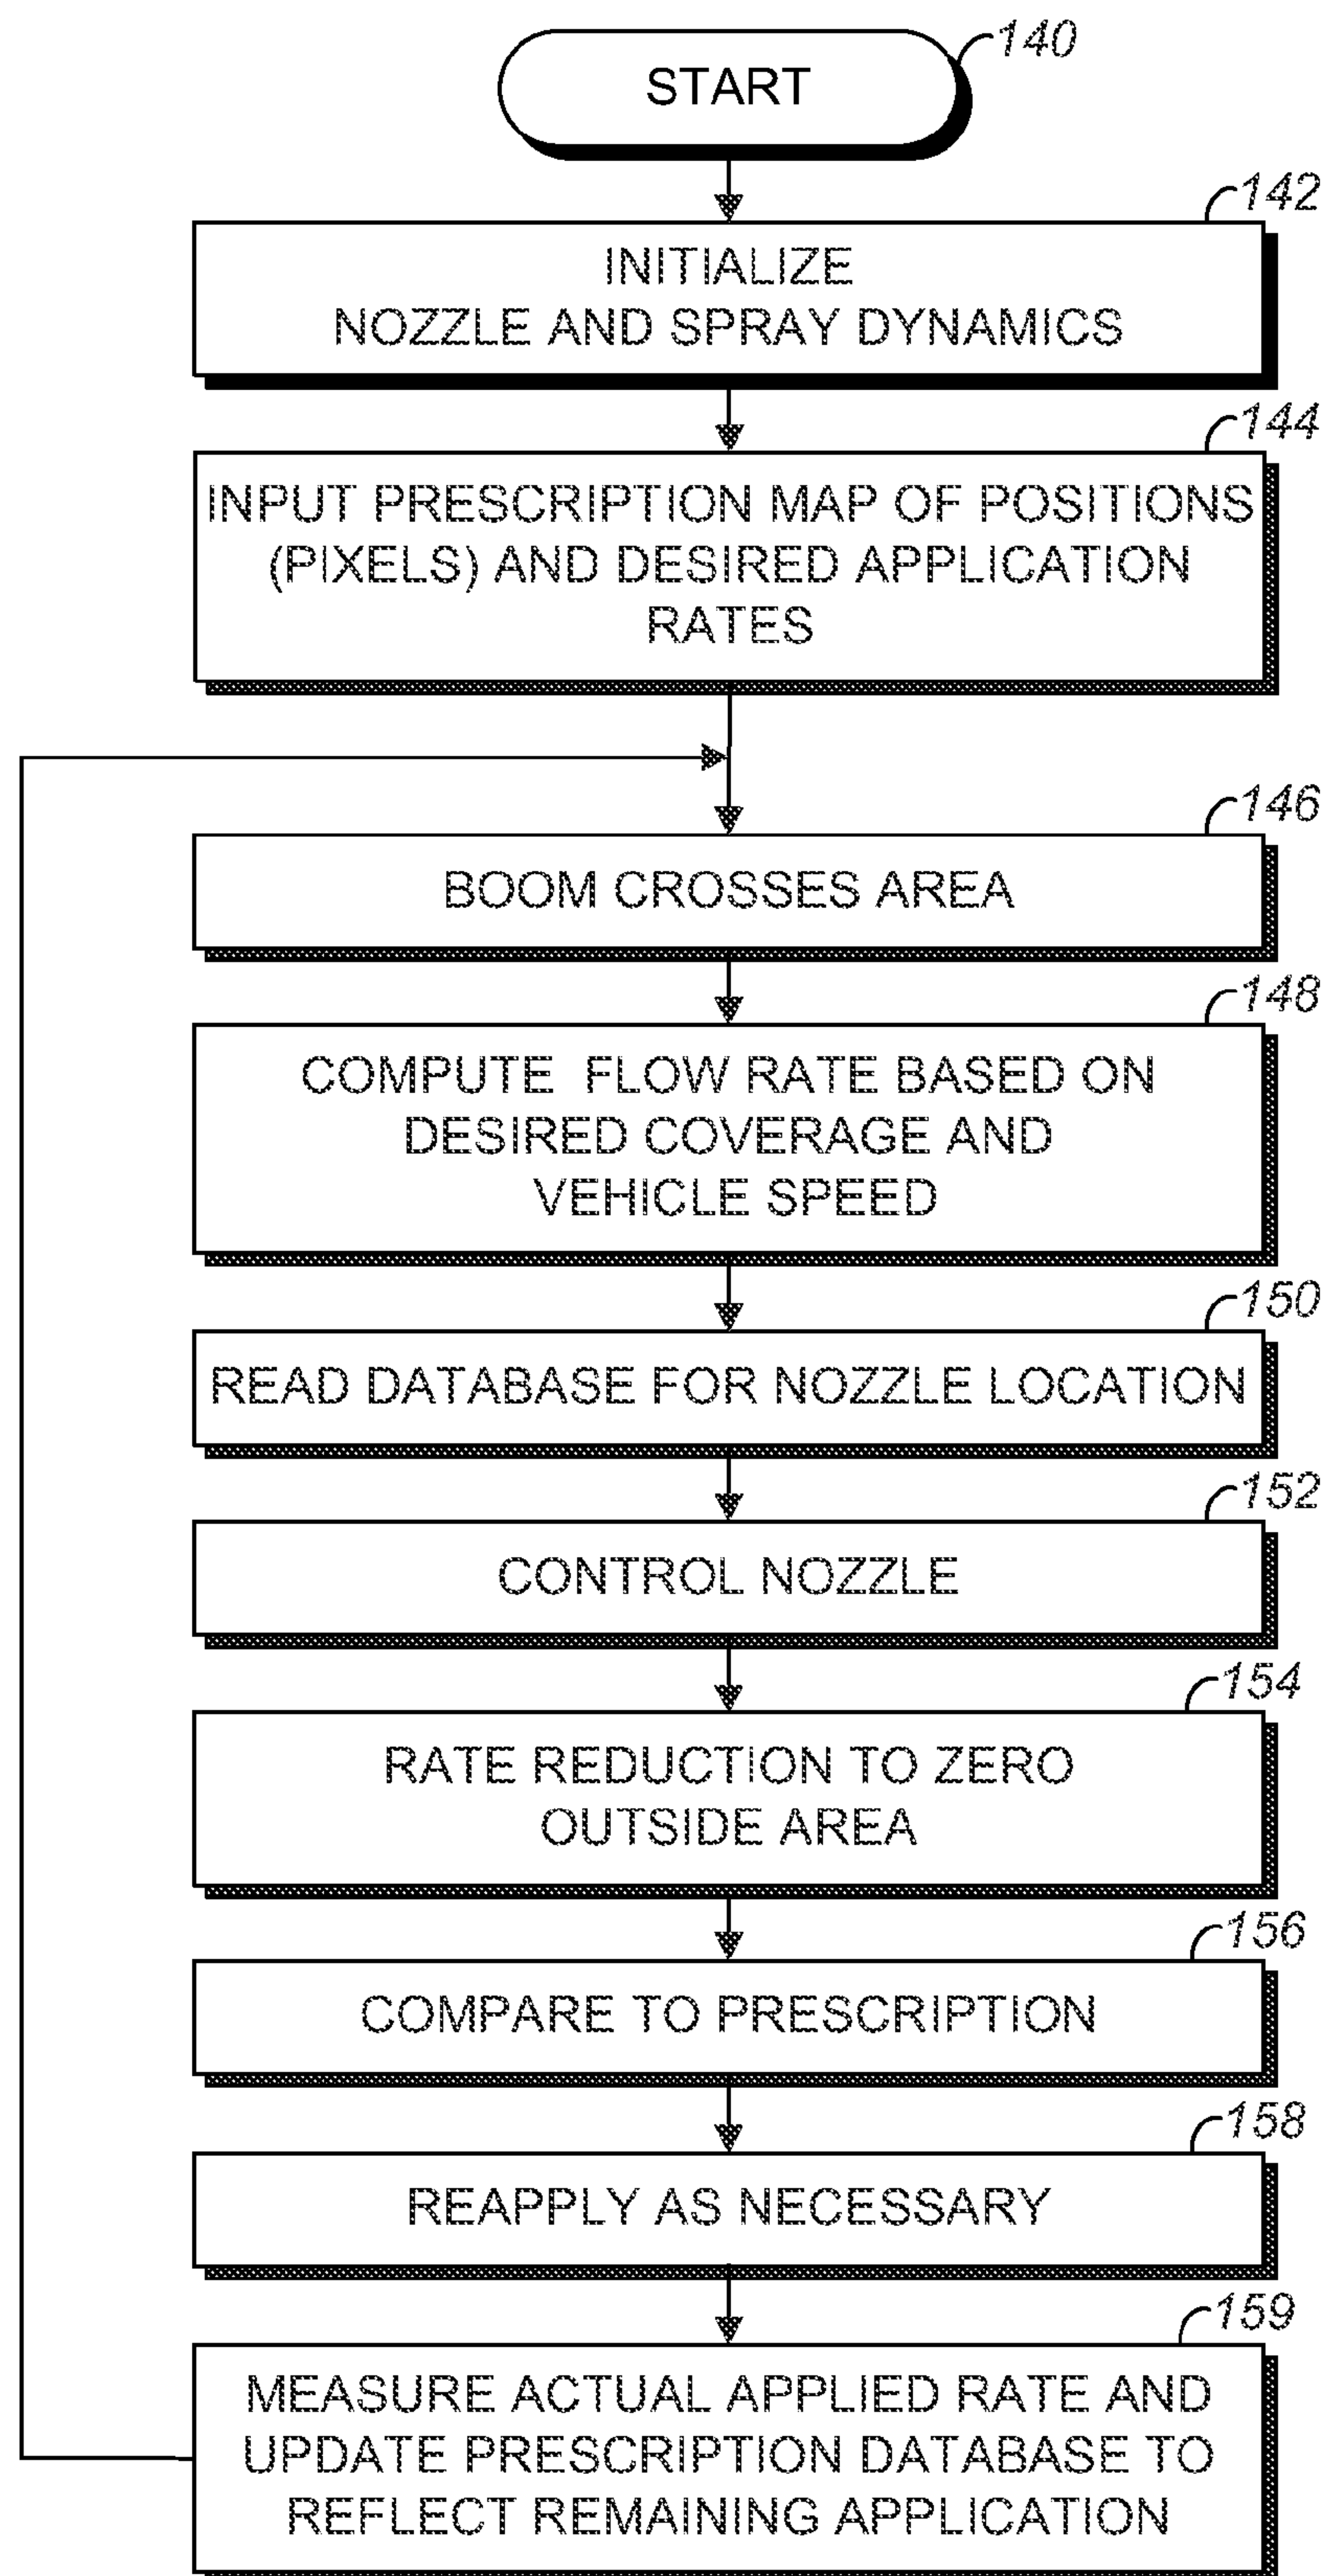 START
140
142
INITIALIZE
NOZZLE AND SPRAY DYNAMICS
144
INPUT PRESCRIPTION MAP OF POSITIONS
(PIXELS) AND DESIRED APPLICATION
RATES
146
BOOM CROSSES AREA
148
COMPUTE FLOW RATE BASED ON
DESIRED COVERAGE AND
VEHICLE SPEED
150
READ DATABASE FOR NOZZLE LOCATION
152
CONTROL NOZZLE
154
RATE REDUCTION TO ZERO
OUTSIDE AREA
156
COMPARE TO PRESCRIPTION
158
REAPPLY AS NECESSARY
159
MEASURE ACTUAL APPLIED RATE AND
UPDATE PRESCRIPTION DATABASE TO
REFLECT REMAINING APPLICATION